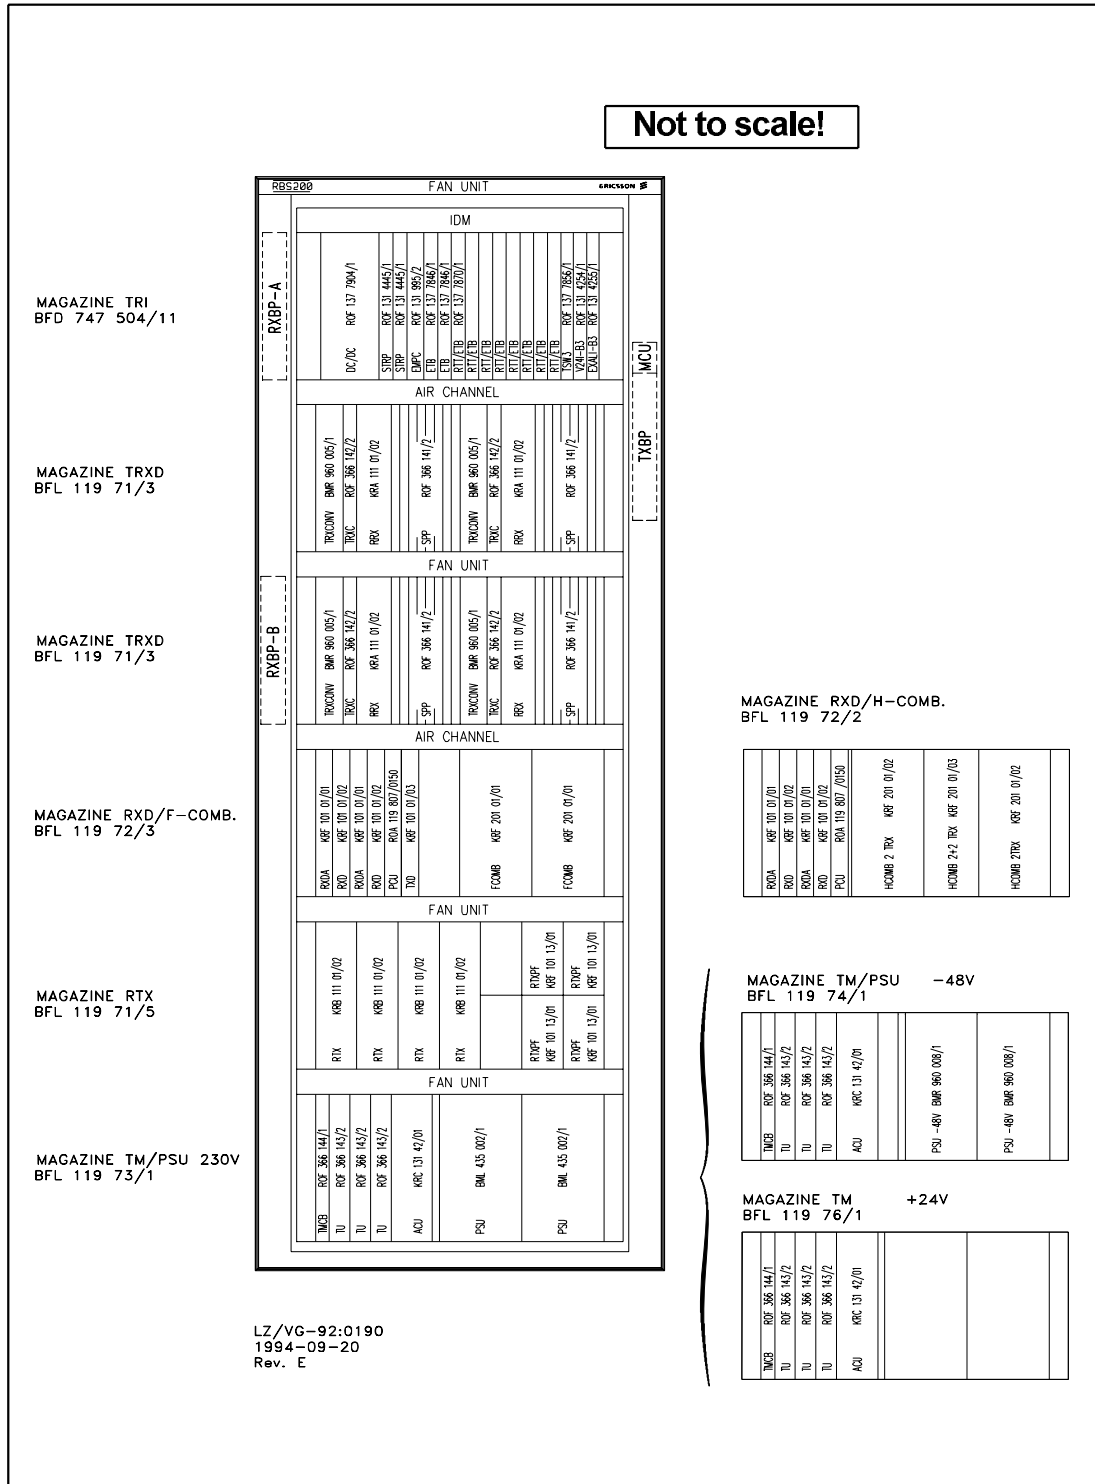 Not to scale!
RBS200
FAN UNIT
ERICSSON
IDM
RXBP-A
MCU
TXBP
RXBP-B
MAGAZINE TRI
BFD 747 504/11
DC/DC ROF 137 7904/1
STRP ROF 131 4445/1
STRP ROF 131 4445/1
EMPC ROF 131 995/2
ETB ROF 137 7846/1
ETB ROF 137 7846/1
RTT/ETB ROF 137 7870/1
RTT/ETB
RTT/ETB
RTT/ETB
RTT/ETB
RTT/ETB
RTT/ETB
RTT/ETB
TSW3 ROF 137 7856/1
V24I-B3 ROF 131 4254/1
EXALI-B3 ROF 131 4255/1
AIR CHANNEL
MAGAZINE TRXD
BFL 119 71/3
TRXCONV BMR 960 005/1
TRXC ROF 366 142/2
RRX KRA 111 01/02
SPP ROF 366 141/2
TRXCONV BMR 960 005/1
TRXC ROF 366 142/2
RRX KRA 111 01/02
SPP ROF 366 141/2
FAN UNIT
MAGAZINE TRXD
BFL 119 71/3
TRXCONV BMR 960 005/1
TRXC ROF 366 142/2
RRX KRA 111 01/02
SPP ROF 366 141/2
TRXCONV BMR 960 005/1
TRXC ROF 366 142/2
RRX KRA 111 01/02
SPP ROF 366 141/2
AIR CHANNEL
MAGAZINE RXD/F-COMB.
BFL 119 72/3
RXDA KRF 101 01/01
RXD KRF 101 01/02
RXDA KRF 101 01/01
RXD KRF 101 01/02
PCU ROA 119 807/0150
TXD KRF 101 01/03
FCOMB KRF 201 01/01
FCOMB KRF 201 01/01
FAN UNIT
MAGAZINE RTX
BFL 119 71/5
RTX KRB 111 01/02
RTX KRB 111 01/02
RTX KRB 111 01/02
RTX KRB 111 01/02
RTXPF
KRF 101 13/01
RTXPF
KRF 101 13/01
RTXPF
KRF 101 13/01
RTXPF
KRF 101 13/01
FAN UNIT
MAGAZINE TM/PSU 230V
BFL 119 73/1
TMCB ROF 366 144/1
TU ROF 366 143/2
TU ROF 366 143/2
TU ROF 366 143/2
ACU KRC 131 42/01
PSU BML 435 002/1
PSU BML 435 002/1
MAGAZINE RXD/H-COMB.
BFL 119 72/2
RXDA KRF 101 01/01
RXD KRF 101 01/02
RXDA KRF 101 01/01
RXD KRF 101 01/02
PCU ROA 119 807 /0150
HCOMB 2 TRX KRF 201 01/02
HCOMB 2+2 TRX KRF 201 01/03
HCOMB 2TRX KRF 201 01/02
MAGAZINE TM/PSU -48V
BFL 119 74/1
TMCB ROF 366 144/1
TU ROF 366 143/2
TU ROF 366 143/2
TU ROF 366 143/2
ACU KRC 131 42/01
PSU -48V BMR 960 008/1
PSU -48V BMR 960 008/1
MAGAZINE TM +24V
BFL 119 76/1
TMCB ROF 366 144/1
TU ROF 366 143/2
TU ROF 366 143/2
TU ROF 366 143/2
ACU KRC 131 42/01
LZ/VG-92:0190
1994-09-20
Rev. E